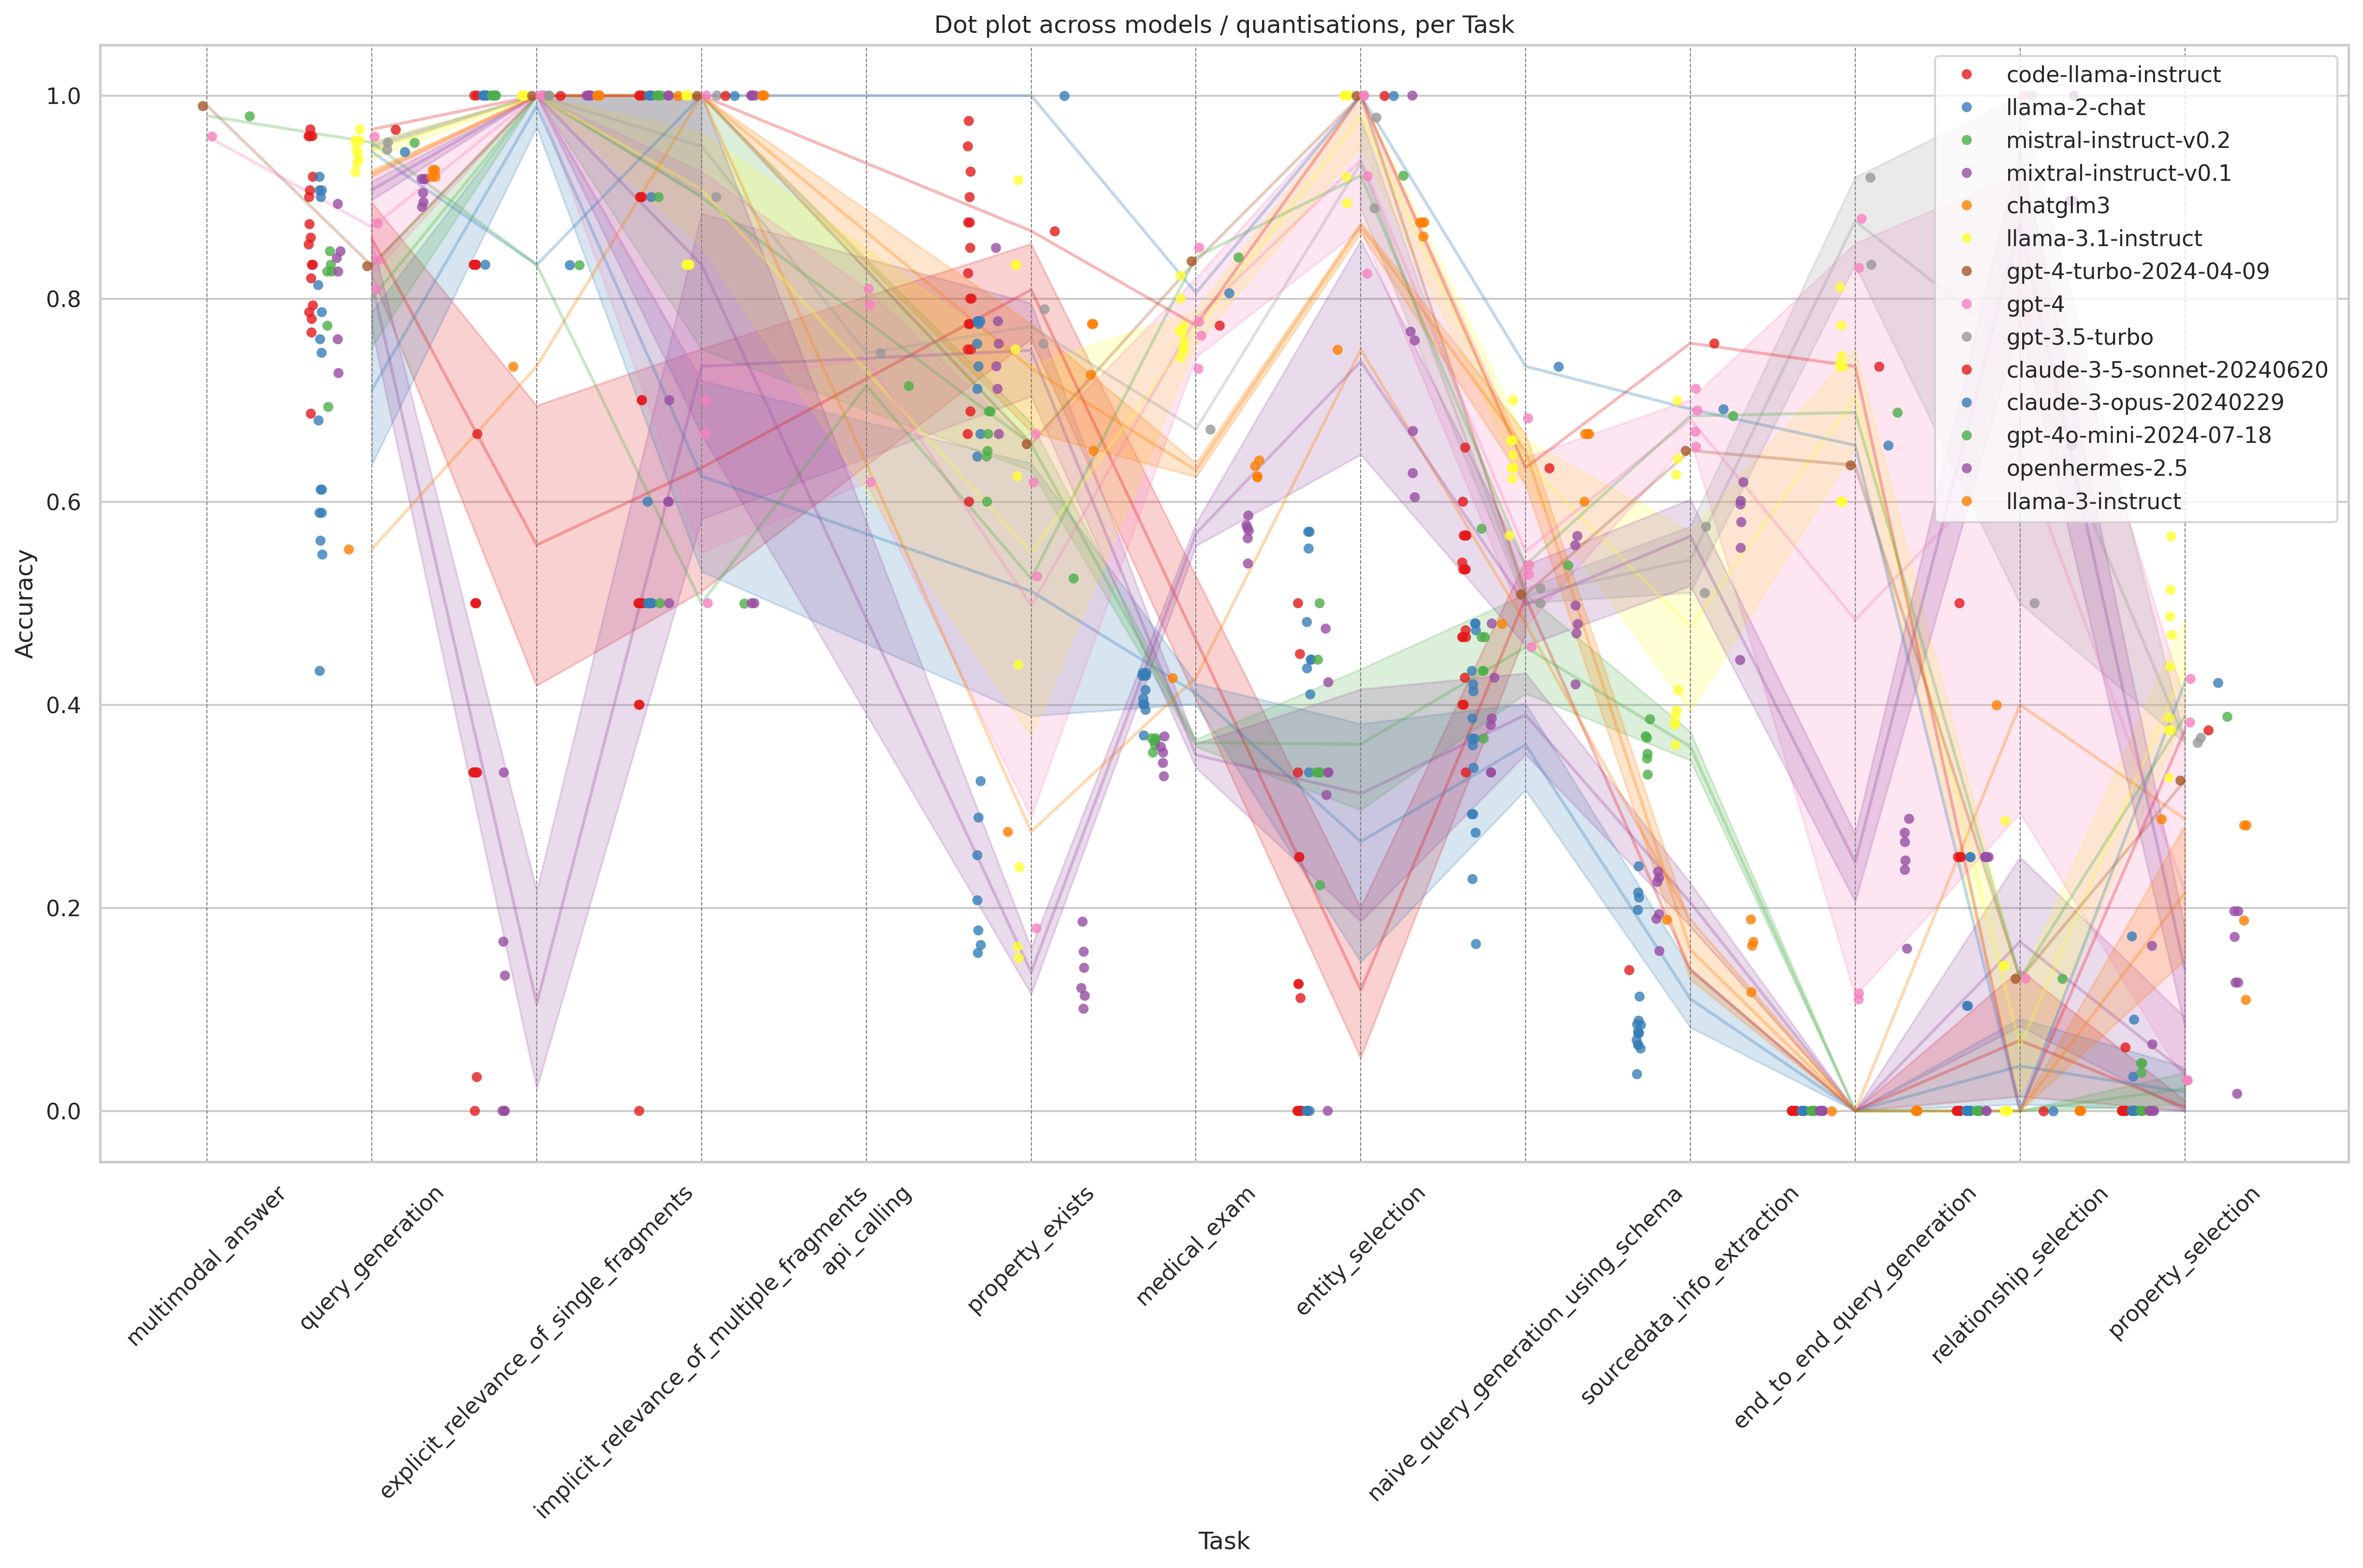 Dot plot across models / quantisations, per Task
code-llama-instruct
llama-2-chat
mistral-instruct-v0.2
mixtral-instruct-v0.1
chatglm3
llama-3.1-instruct
gpt-4-turbo-2024-04-09
gpt-4
gpt-3.5-turbo
claude-3-5-sonnet-20240620
claude-3-opus-20240229
gpt-4o-mini-2024-07-18
openhermes-2.5
llama-3-instruct
Accuracy
1.0
0.8
0.6
0.4
0.2
0.0
multimodal_answer
query_generation
explicit_relevance_of_single_fragments
implicit_relevance_of_multiple_fragments
api_calling
property_exists
medical_exam
entity_selection
naive_query_generation_using_schema
sourcedata_info_extraction
end_to_end_query_generation
relationship_selection
property_selection
Task